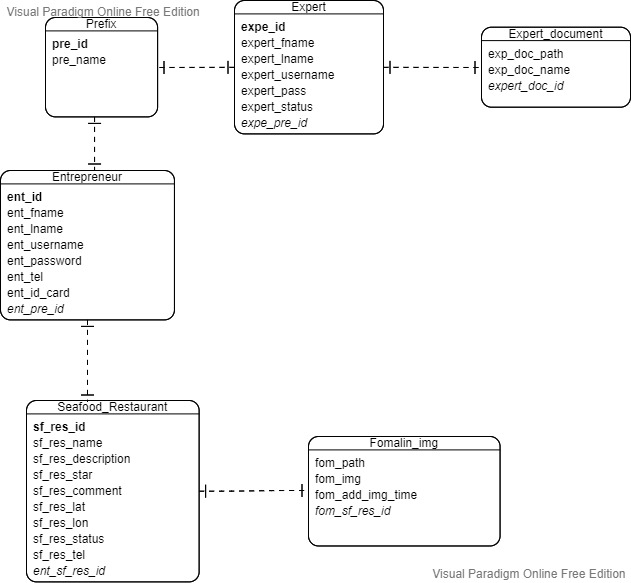 Visual Paradigm Online Free Edition
Prefix
pre_id
pre_name
Expert
expe_id
expert_fname
expert_lname
expert_username
expert_pass
expert_status
expe_pre_id
Expert_document
exp_doc_path
exp_doc_name
expert_doc_id
Entrepreneur
ent_id
ent_fname
ent_lname
ent_username
ent_password
ent_tel
ent_id_card
ent_pre_id
Seafood_Restaurant
sf_res_id
sf_res_name
sf_res_description
sf_res_star
sf_res_comment
sf_res_lat
sf_res_lon
sf_res_status
sf_res_tel
ent_sf_res_id
Fomalin_img
fom_path
fom_img
fom_add_img_time
fom_sf_res_id
Visual Paradigm Online Free Edition